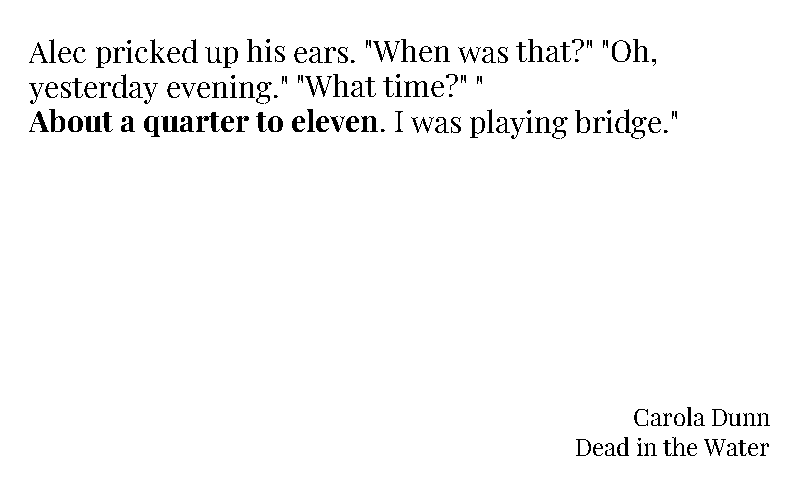 Alec pricked up his ears. "When was that?" "Oh,
yesterday evening." "What time?" "
About a quarter to eleven. I was playing bridge."
Carola Dunn
Dead in the Water